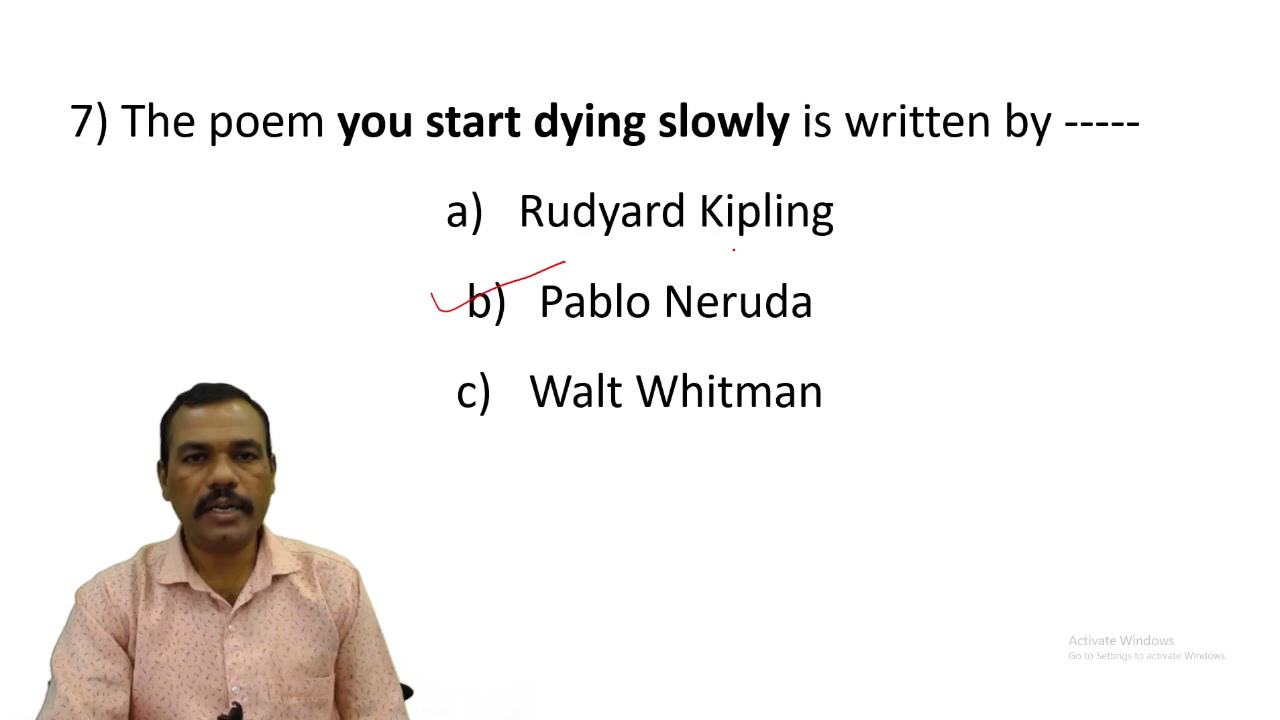 7) The poem you start dying slowly is written by -----
a) Rudyard Kipling
b) Pablo Neruda
c) Walt Whitman
Activate Windows
Go to Settings to activate Windows.